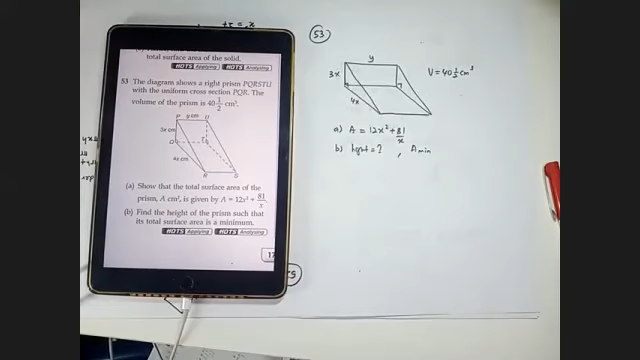 total surface area of the solid.
HOTS Applying HOTS Analysing
53 The diagram shows a right prism PQRSTU
with the uniform cross section PQR. The
volume of the prism is 40 1/2 cm³.
P y cm U
3x cm
Q T
4x cm
R S
(a) Show that the total surface area of the
prism, A cm², is given by A = 12x² + 81/x
(b) Find the height of the prism such that
its total surface area is a minimum.
HOTS Applying HOTS Analysing
17
53
y
3x
V = 40 1/2 cm³
4x
a) A = 12x² + 81/x
b) hght = ? , A min